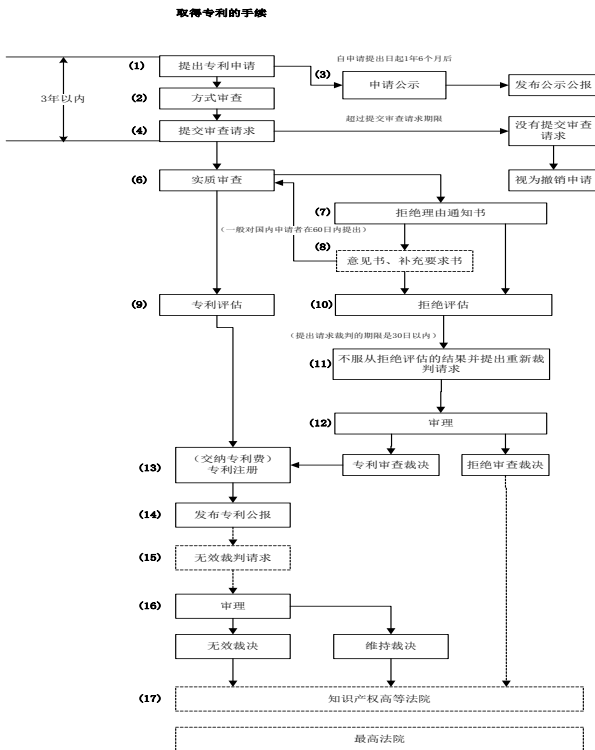 取得专利的手续
自申请提出日起1年6个月后
(1) 提出专利申请
(3) 申请公示
发布公示公报
3年以内
(2) 方式审查
超过提交审查请求期限
(4) 提交审查请求
没有提交审查
请求
(6) 实质审查
视为撤销申请
(7) 拒绝理由通知书
(一般对国内申请者在60日内提出)
(8) 意见书、补充要求书
(9) 专利评估
(10) 拒绝评估
(提出请求裁判的期限是30日以内)
(11) 不服从拒绝评估的结果并提出重新裁
判请求
(12) 审理
(13) (交纳专利费)
专利注册
专利审查裁决
拒绝审查裁决
(14) 发布专利公报
(15) 无效裁判请求
(16) 审理
无效裁决
维持裁决
(17) 知识产权高等法院
最高法院